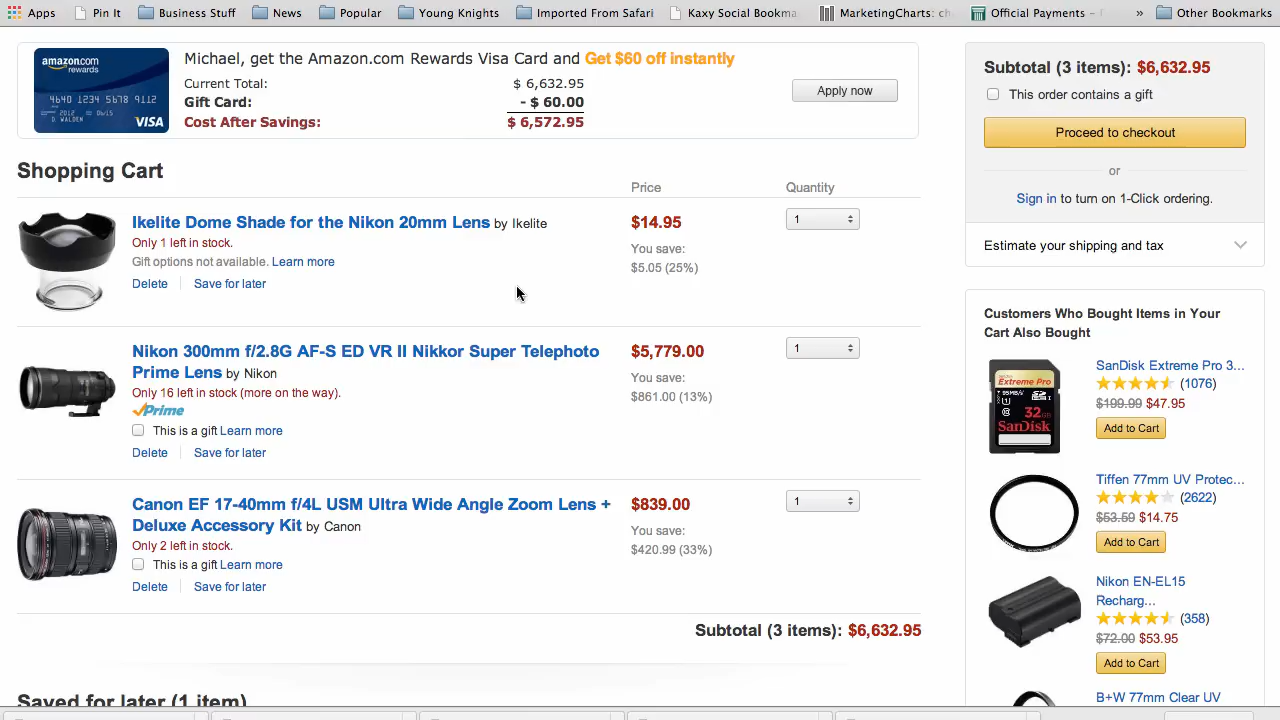 Apps
Pin It
Business Stuff
News
Popular
Young Knights
Imported From Safari
Kaxy Social Bookma
MarketingCharts: ch
Official Payments –
»
Other Bookmarks
amazon.com
rewards
4640 1234 5678 9112
D. WALDEN
VISA
Michael, get the Amazon.com Rewards Visa Card and Get $60 off instantly
Current Total: $ 6,632.95
Gift Card: - $ 60.00
Cost After Savings: $ 6,572.95
Apply now
Subtotal (3 items): $6,632.95
This order contains a gift
Proceed to checkout
or
Sign in to turn on 1-Click ordering.
Estimate your shipping and tax
Shopping Cart
Price
Quantity
Ikelite Dome Shade for the Nikon 20mm Lens by Ikelite
Only 1 left in stock.
Gift options not available. Learn more
Delete
Save for later
$14.95
You save:
$5.05 (25%)
1
Nikon 300mm f/2.8G AF-S ED VR II Nikkor Super Telephoto
Prime Lens by Nikon
Only 16 left in stock (more on the way).
Prime
This is a gift Learn more
Delete
Save for later
$5,779.00
You save:
$861.00 (13%)
1
Canon EF 17-40mm f/4L USM Ultra Wide Angle Zoom Lens +
Deluxe Accessory Kit by Canon
Only 2 left in stock.
This is a gift Learn more
Delete
Save for later
$839.00
You save:
$420.99 (33%)
1
Subtotal (3 items): $6,632.95
Saved for later (1 item)
Customers Who Bought Items in Your
Cart Also Bought
Extreme Pro
32
SanDisk
SanDisk Extreme Pro 3...
(1076)
$199.99 $47.95
Add to Cart
Tiffen 77mm UV Protec...
(2622)
$53.59 $14.75
Add to Cart
Nikon EN-EL15
Recharg...
(358)
$72.00 $53.95
Add to Cart
B+W 77mm Clear UV